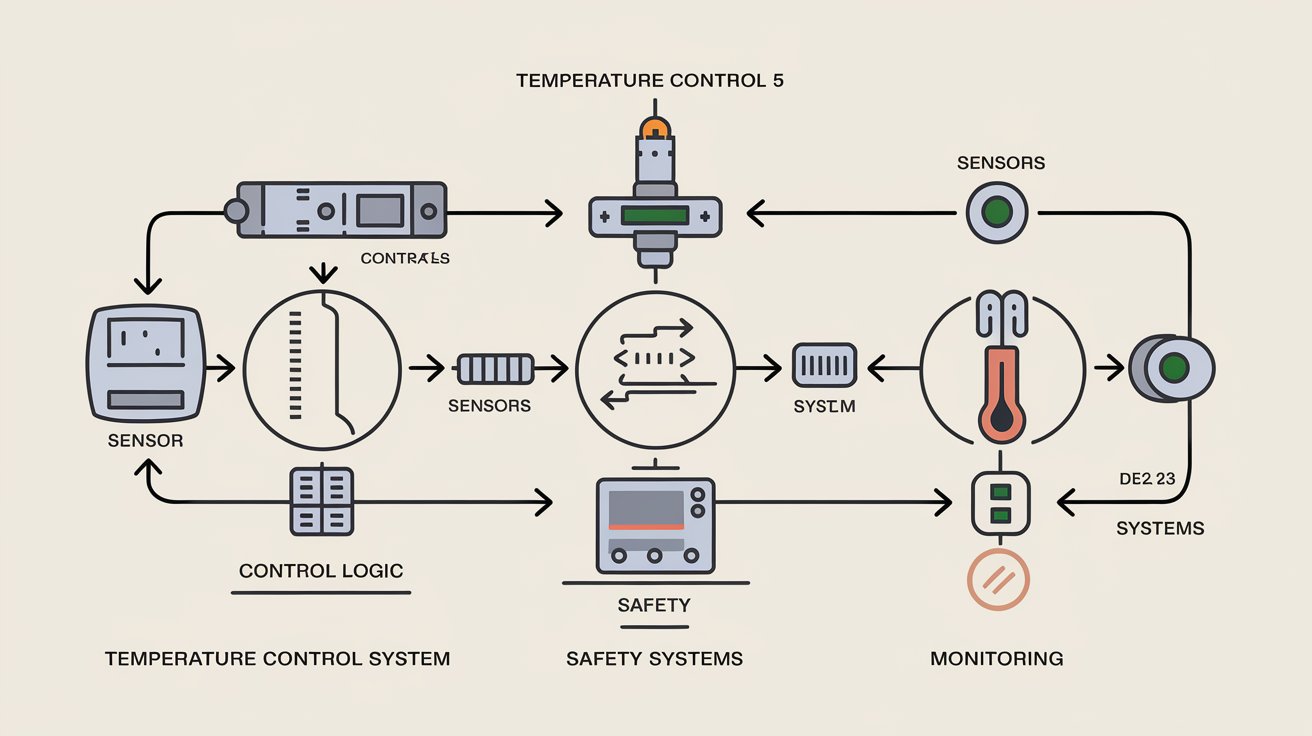 TEMPERATURE CONTROL 5
SENSORS
CONTRALS
SENSORS
SYST.M
SENSOR
DE2 23
SYSTEMS
CONTROL LOGIC
SAFETY
TEMPERATURE CONTROL SYSTEM
SAFETY SYSTEMS
MONITORING